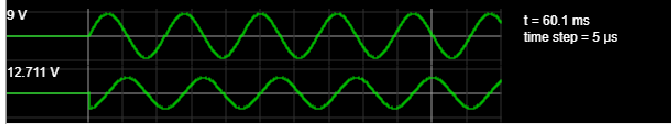 9 V
t = 60.1 ms
time step = 5 µs
12.711 V